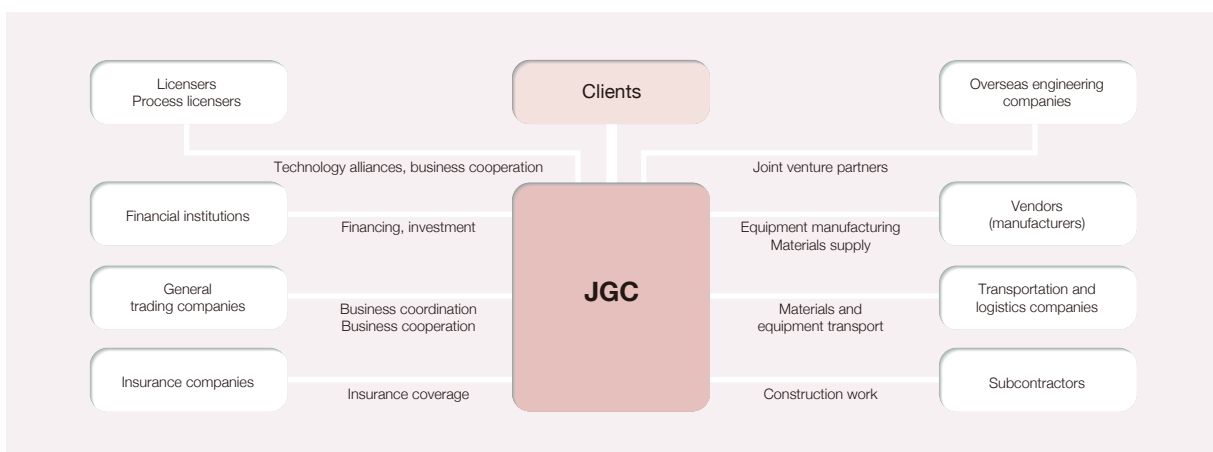 Licensers
Process licensers
Clients
Overseas engineering
companies
Technology alliances, business cooperation
Joint venture partners
Financial institutions
Financing, investment
Equipment manufacturing
Materials supply
Vendors
(manufacturers)
General
trading companies
Business coordination
Business cooperation
JGC
Materials and
equipment transport
Transportation and
logistics companies
Insurance companies
Insurance coverage
Construction work
Subcontractors